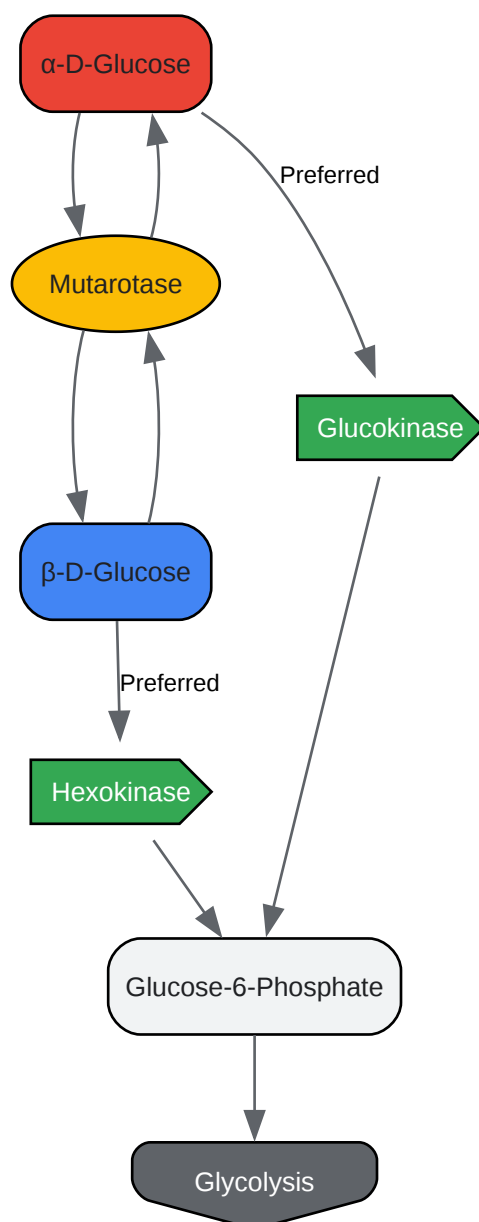 α-D-Glucose
Preferred
Mutarotase
Glucokinase
β-D-Glucose
Preferred
Hexokinase
Glucose-6-Phosphate
Glycolysis